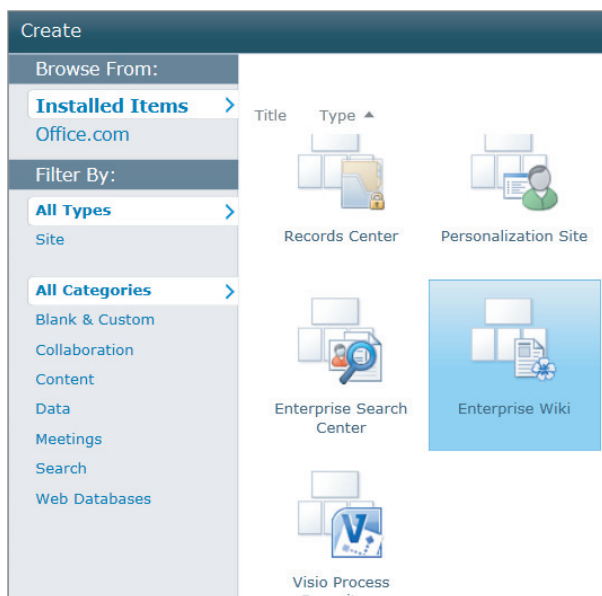 Create
Browse From:
Installed Items
Office.com
Filter By:
All Types
Site
All Categories
Blank & Custom
Collaboration
Content
Data
Meetings
Search
Web Databases
Title Type
Records Center Personalization Site
Enterprise Search Enterprise Wiki
Center
Visio Process